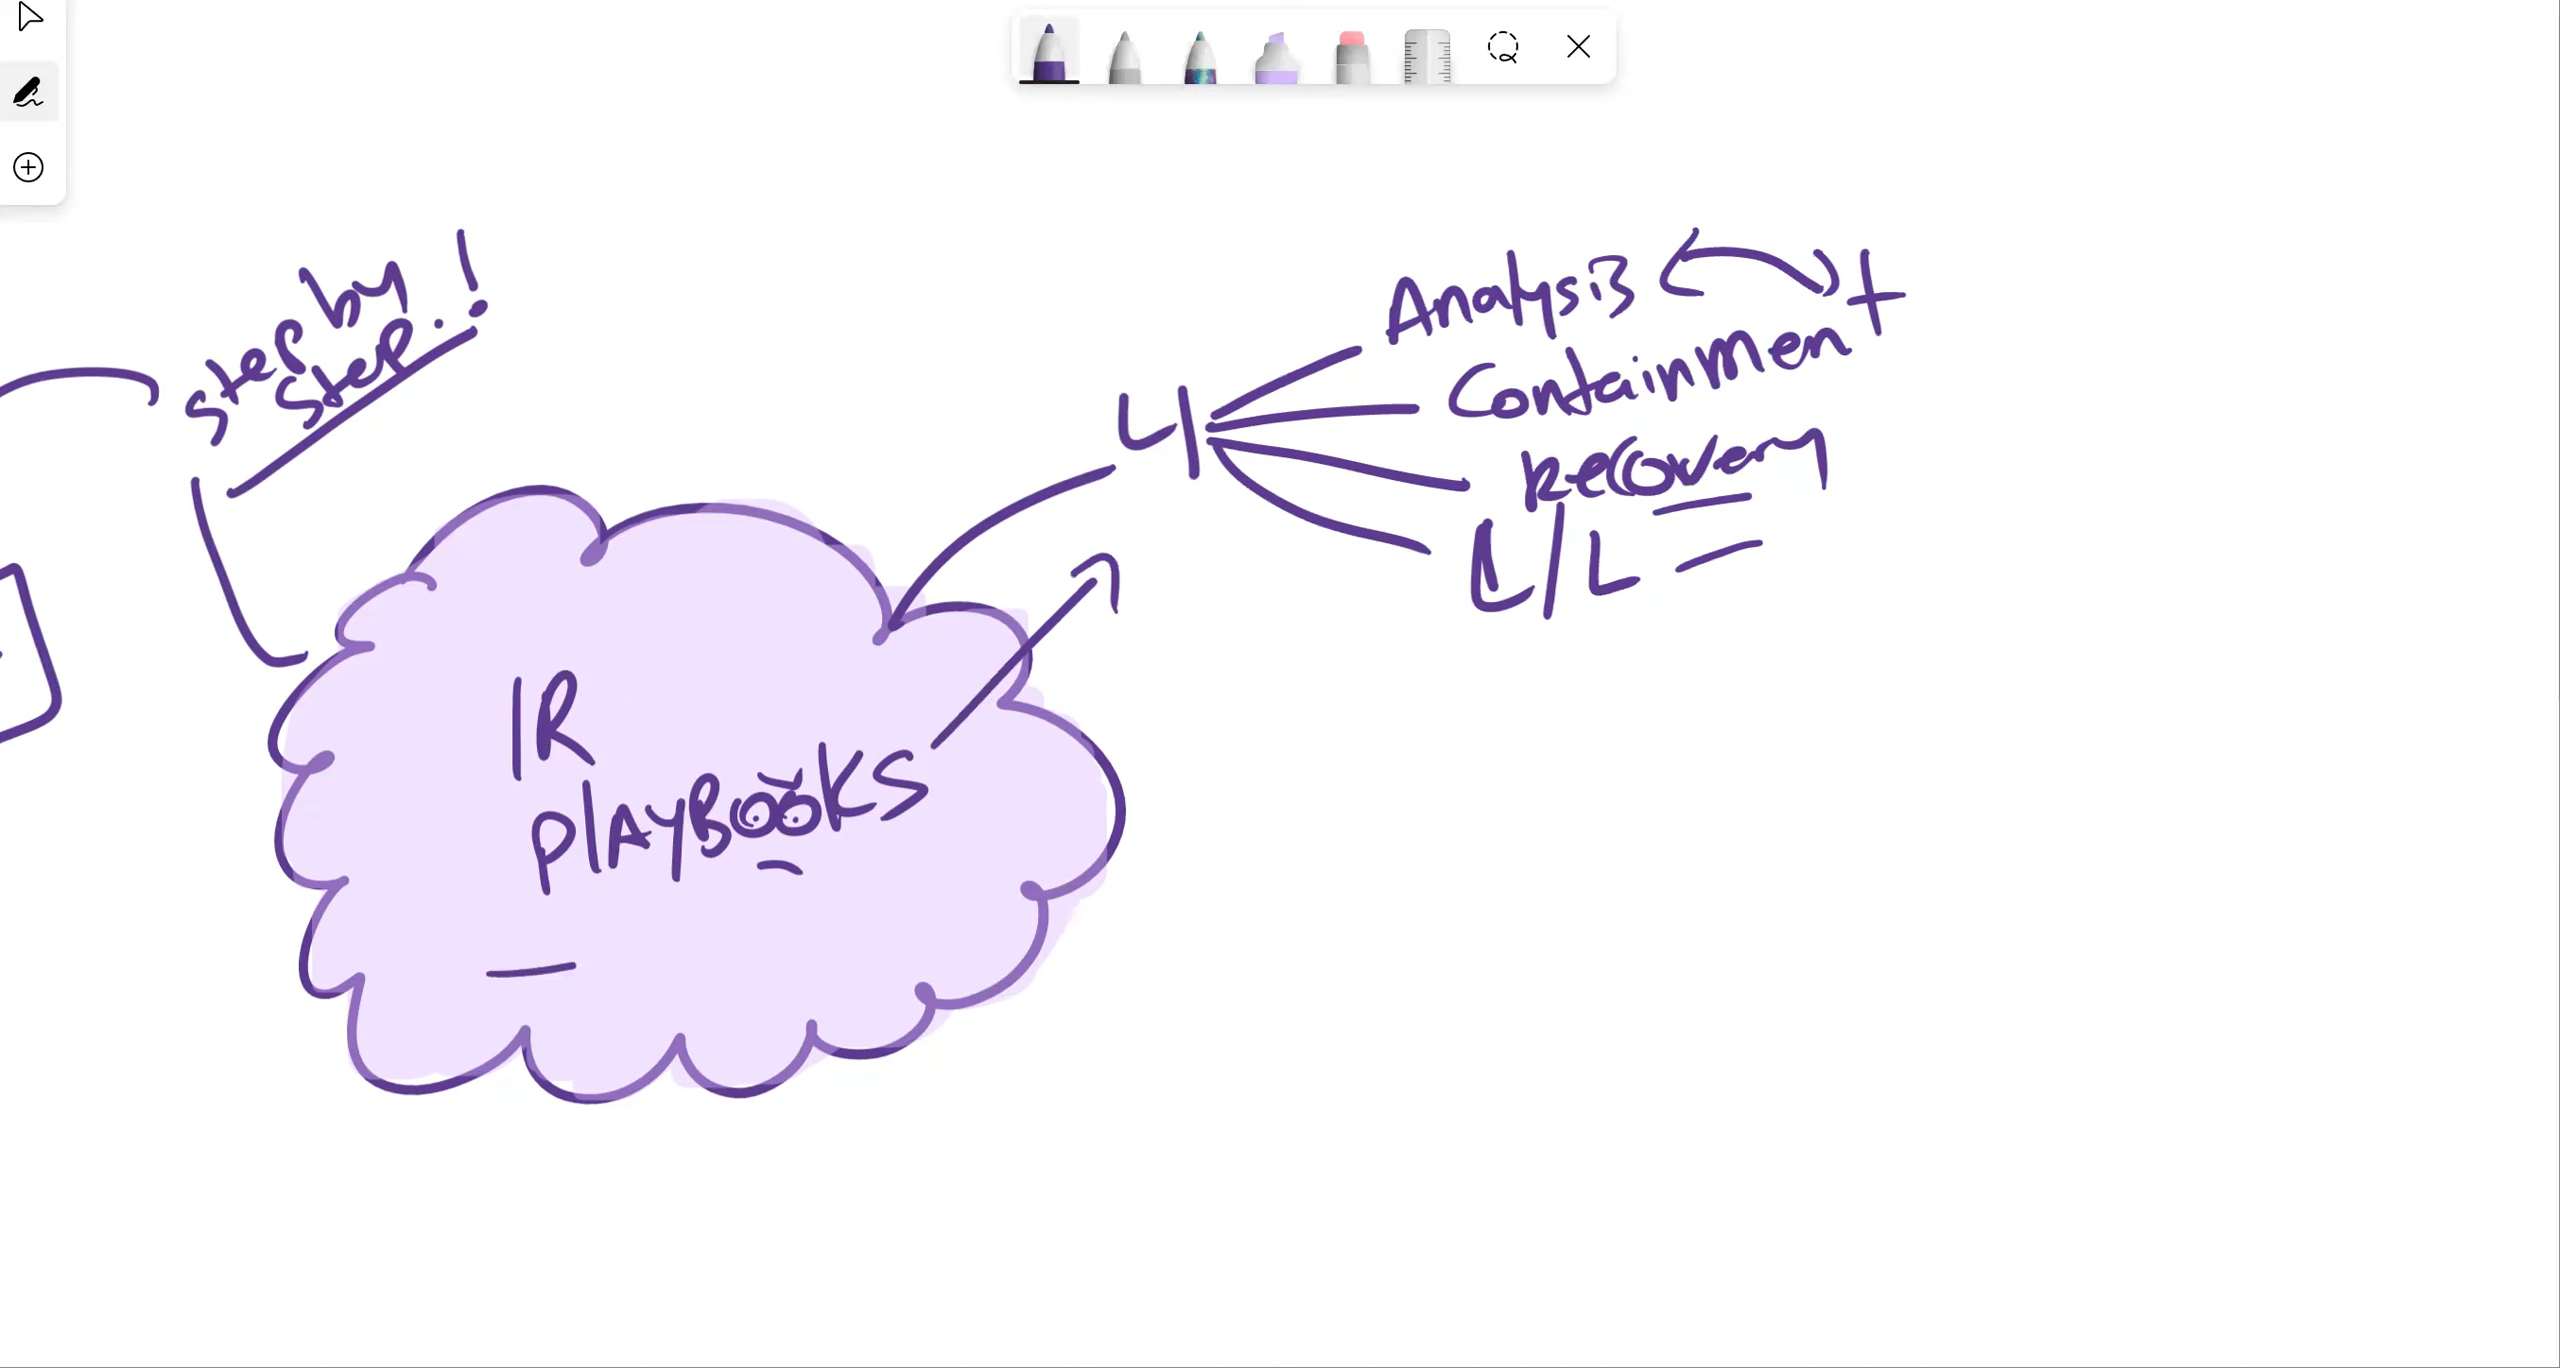 step by
step.!
4
Analysis
Containment
Recovery
L/L
IR
PlAyBooKS